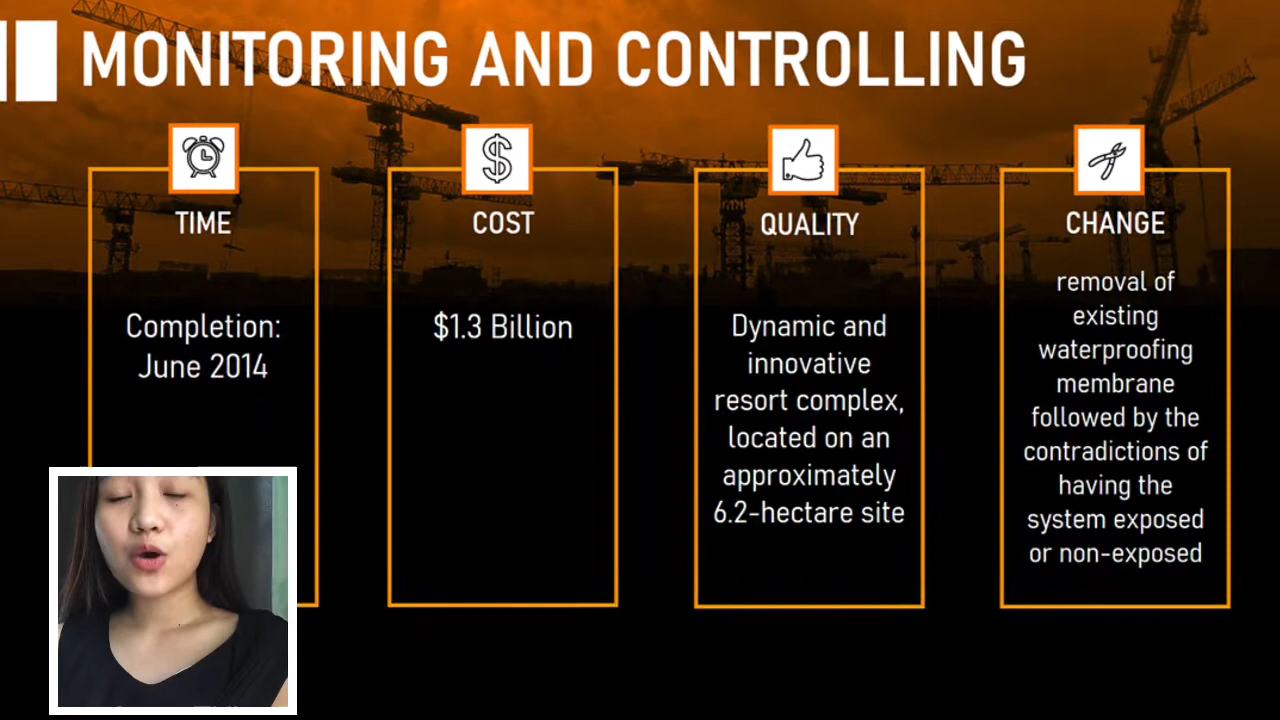 MONITORING AND CONTROLLING
TIME
Completion:
June 2014
COST
$1.3 Billion
QUALITY
Dynamic and
innovative
resort complex,
located on an
approximately
6.2-hectare site
CHANGE
removal of
existing
waterproofing
membrane
followed by the
contradictions of
having the
system exposed
or non-exposed